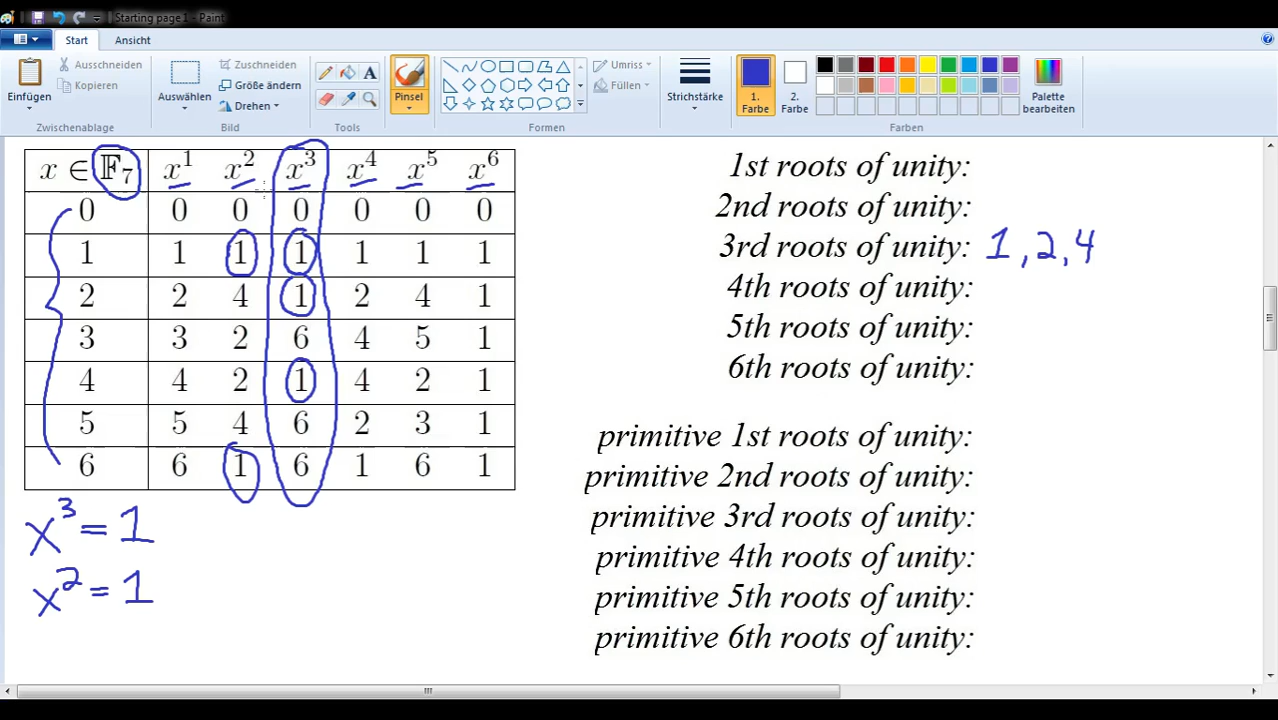 Starting page 1 - Paint
Start Ansicht
Einfügen
Ausschneiden
Kopieren
Zwischenablage
Auswählen
Zuschneiden
Größe ändern
Drehen
Bild
A
Tools
Pinsel
Umriss
Füllen
Formen
Strichstärke
1. Farbe
2. Farbe
Palette bearbeiten
Farben
x ∈ 𝔽₇ x¹ x² x³ x⁴ x⁵ x⁶
0 0 0 0 0 0 0
1 1 1 1 1 1 1
2 2 4 1 2 4 1
3 3 2 6 4 5 1
4 4 2 1 4 2 1
5 5 4 6 2 3 1
6 6 1 6 1 6 1
x³ = 1
x² = 1
1st roots of unity:
2nd roots of unity:
3rd roots of unity: 1, 2, 4
4th roots of unity:
5th roots of unity:
6th roots of unity:
primitive 1st roots of unity:
primitive 2nd roots of unity:
primitive 3rd roots of unity:
primitive 4th roots of unity:
primitive 5th roots of unity:
primitive 6th roots of unity: